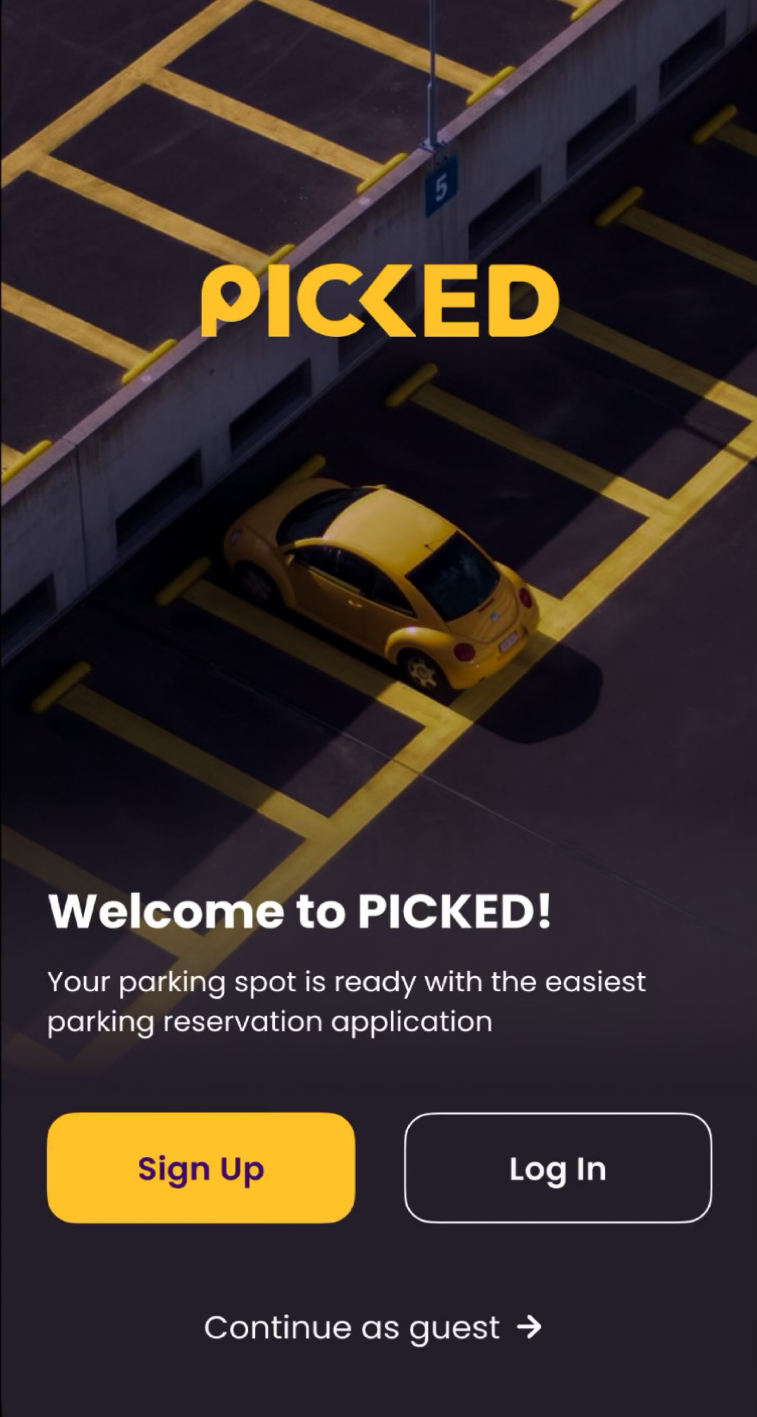 5
PICKED
Welcome to PICKED!
Your parking spot is ready with the easiest
parking reservation application
Sign Up
Log In
Continue as guest →